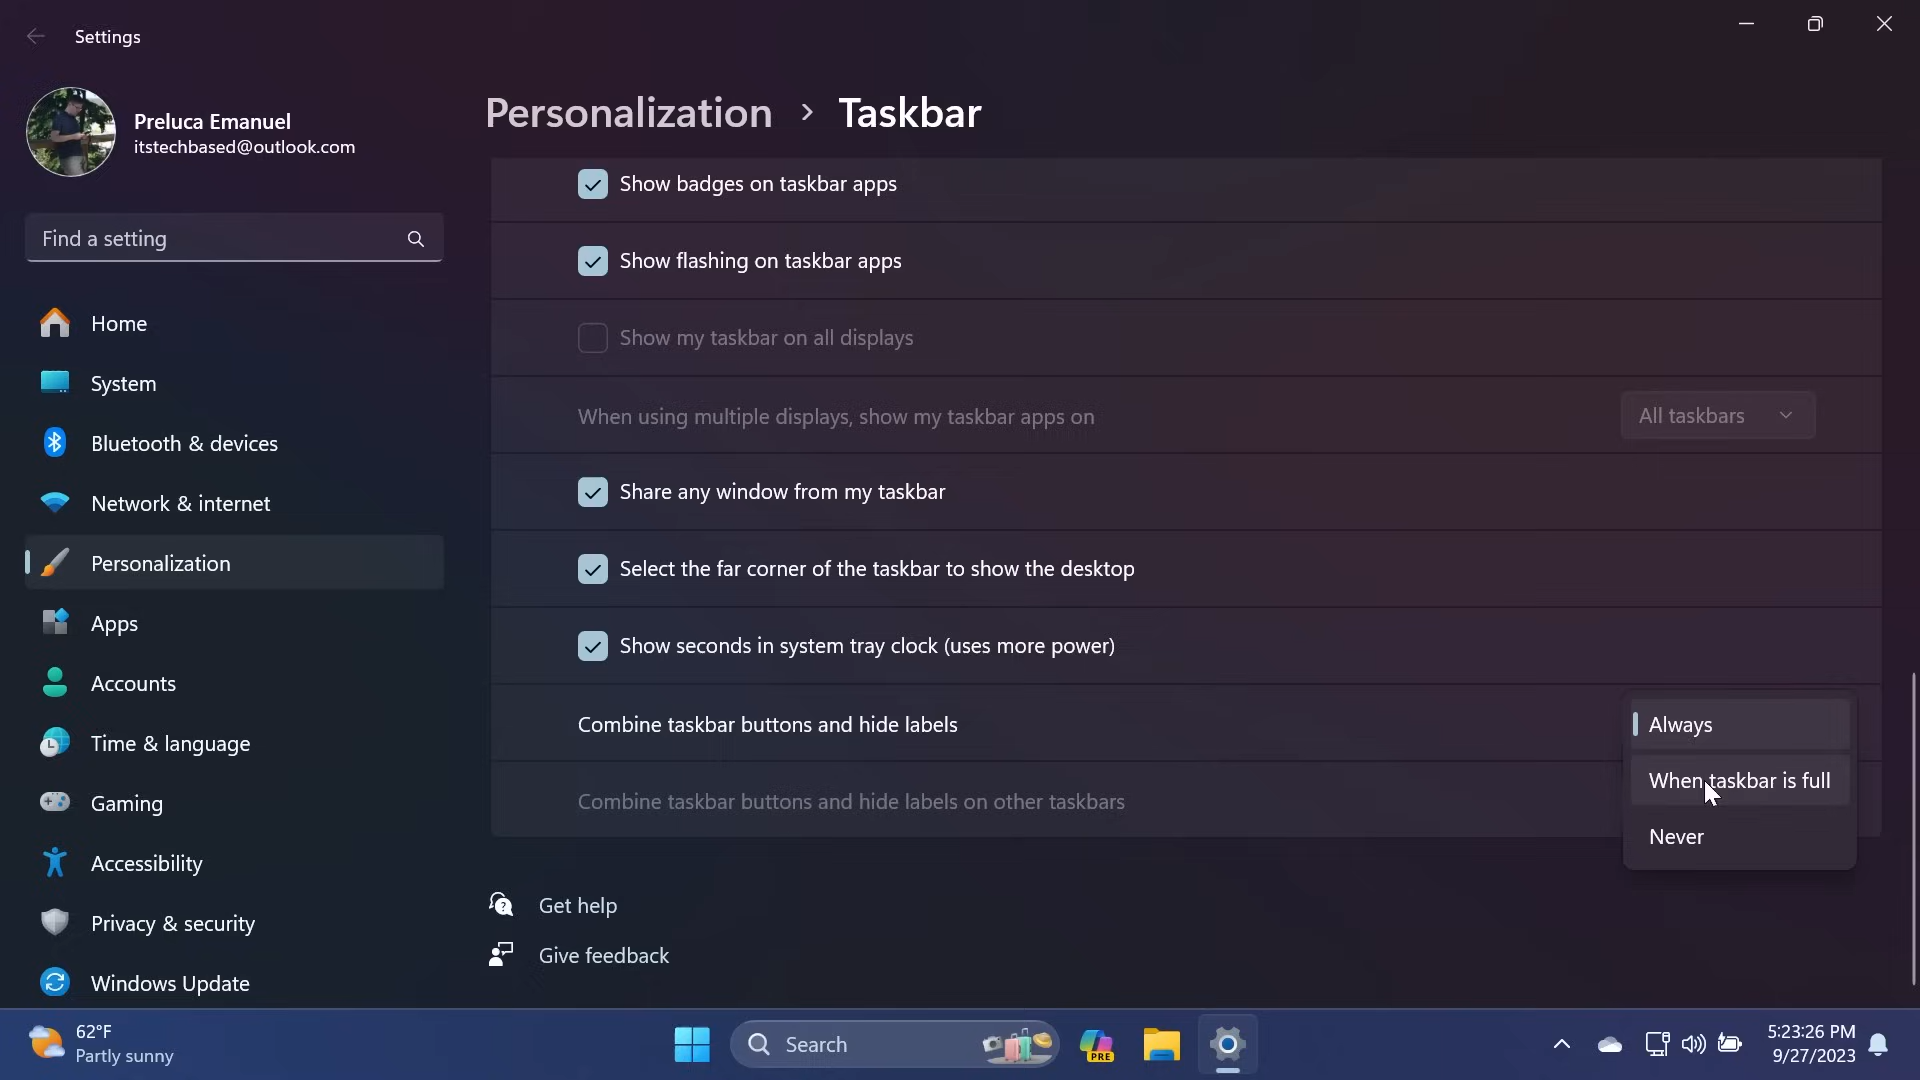 Settings
Preluca Emanuel
itstechbased@outlook.com
Find a setting
Home
System
Bluetooth & devices
Network & internet
Personalization
Apps
Accounts
Time & language
Gaming
Accessibility
Privacy & security
Windows Update
Personalization > Taskbar
Show badges on taskbar apps
Show flashing on taskbar apps
Show my taskbar on all displays
When using multiple displays, show my taskbar apps on
All taskbars
Share any window from my taskbar
Select the far corner of the taskbar to show the desktop
Show seconds in system tray clock (uses more power)
Combine taskbar buttons and hide labels
Always
When taskbar is full
Never
Combine taskbar buttons and hide labels on other taskbars
Get help
Give feedback
62°F
Partly sunny
Search
PRE
5:23:26 PM
9/27/2023